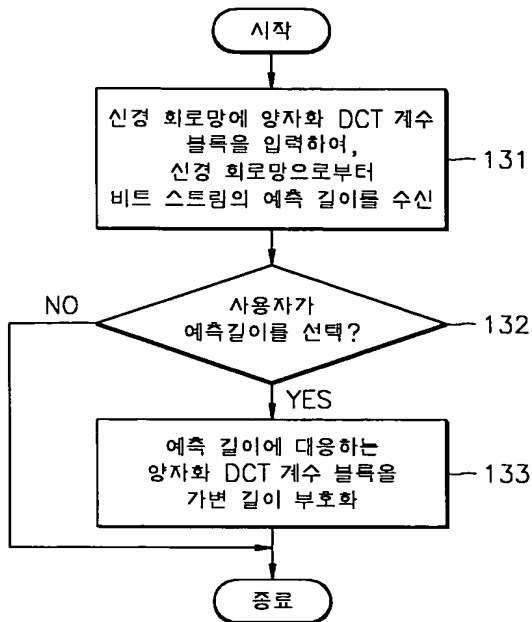 시작
신경 회로망에 양자화 DCT 계수
블록을 입력하여,
신경 회로망으로부터
비트 스트림의 예측 길이를 수신
131
NO
사용자가
예측길이를 선택?
132
YES
예측 길이에 대응하는
양자화 DCT 계수 블록을
가변 길이 부호화
133
종료